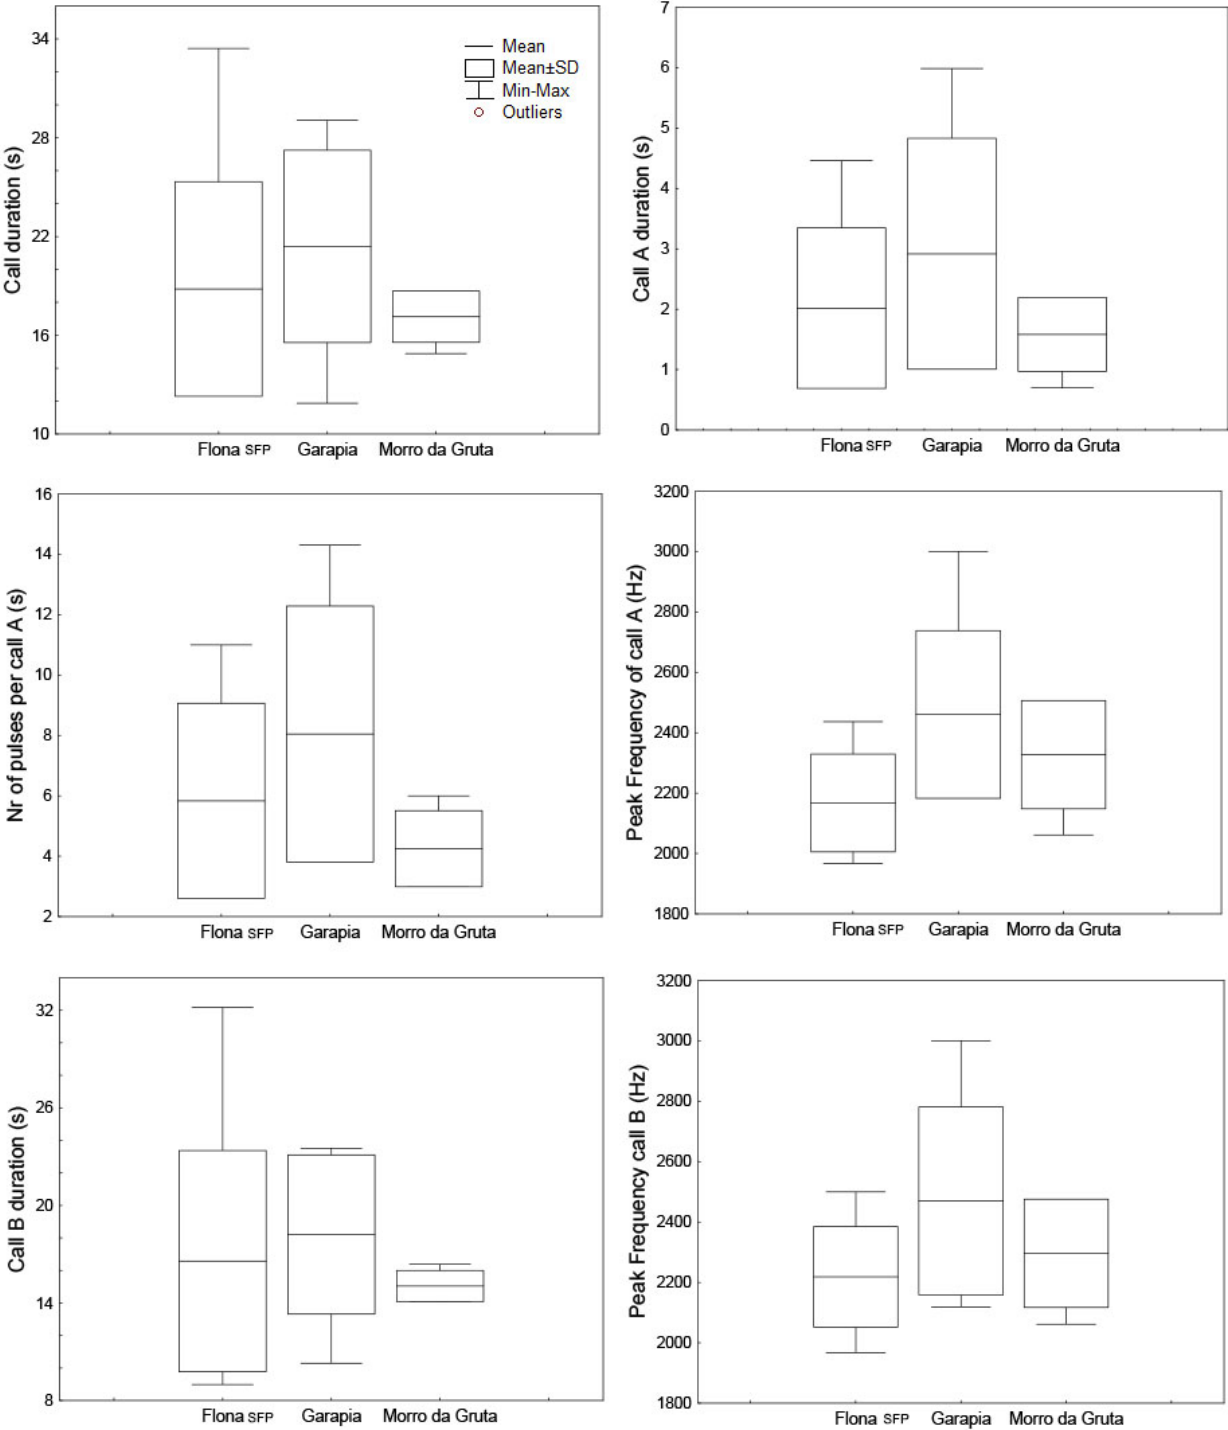 Call duration (s)
34
28
22
16
10
Mean
Mean±SD
Min-Max
Outliers
Flona SFP Garapia Morro da Gruta
Call A duration (s)
7
6
5
4
3
2
1
0
Flona SFP Garapia Morro da Gruta
Nr of pulses per call A (s)
16
14
12
10
8
6
4
2
Flona SFP Garapia Morro da Gruta
Peak Frequency of call A (Hz)
3200
3000
2800
2600
2400
2200
2000
1800
Flona SFP Garapia Morro da Gruta
Call B duration (s)
32
26
20
14
8
Flona SFP Garapia Morro da Gruta
Peak Frequency call B (Hz)
3200
3000
2800
2600
2400
2200
2000
1800
Flona SFP Garapia Morro da Gruta